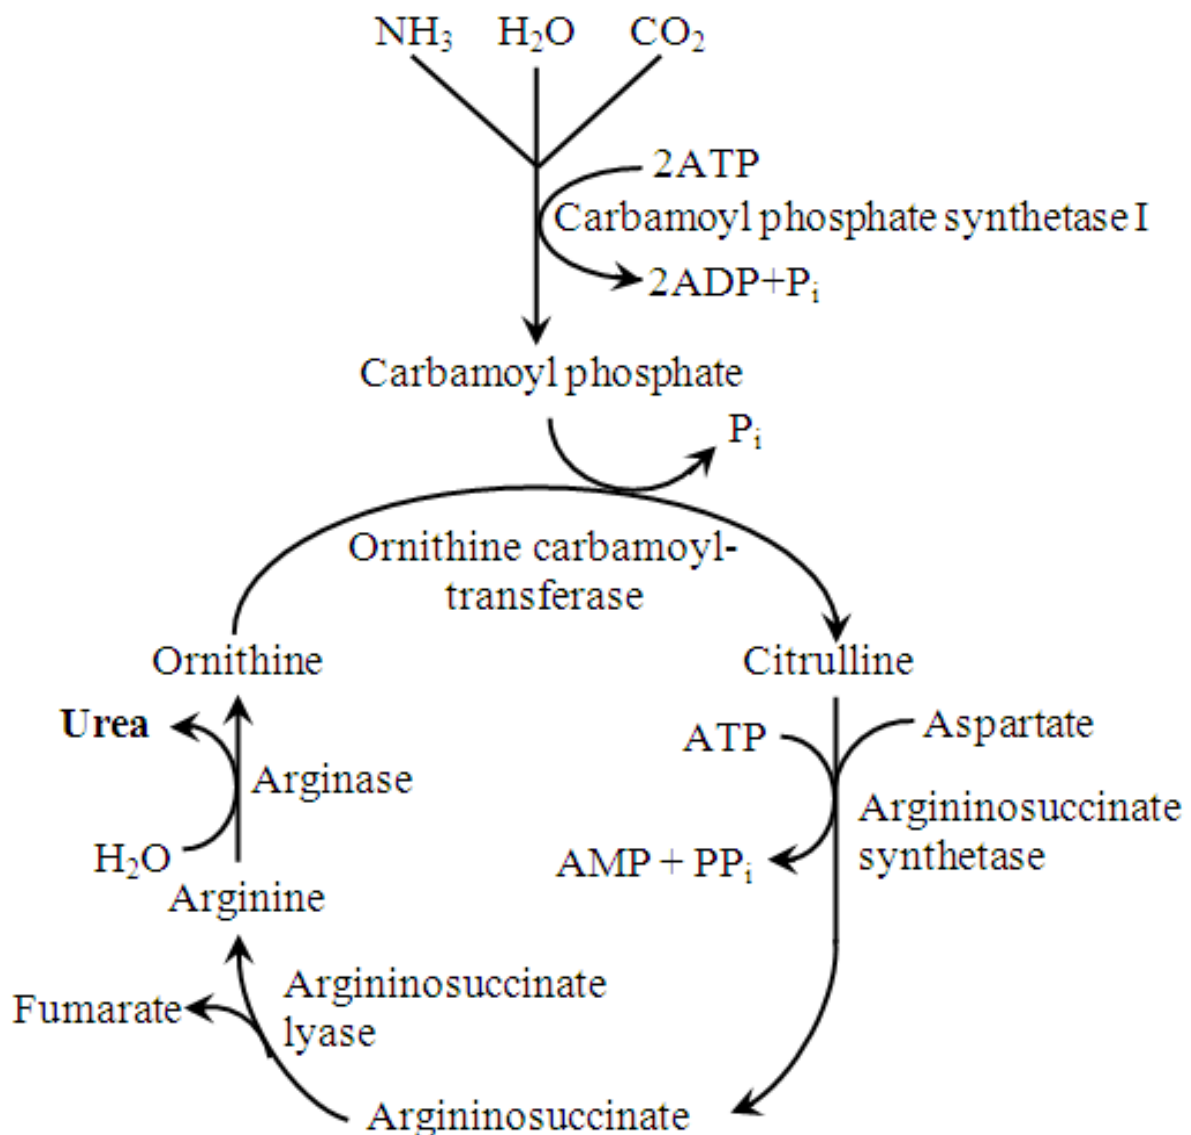 NH₃ H₂O CO₂
2ATP
Carbamoyl phosphate synthetase I
2ADP+Pᵢ
Carbamoyl phosphate
Pᵢ
Ornithine carbamoyl-
transferase
Ornithine
Citrulline
Urea
ATP
Aspartate
Arginase
Argininosuccinate
synthetase
H₂O
AMP + PPᵢ
Arginine
Argininosuccinate
lyase
Fumarate
Argininosuccinate